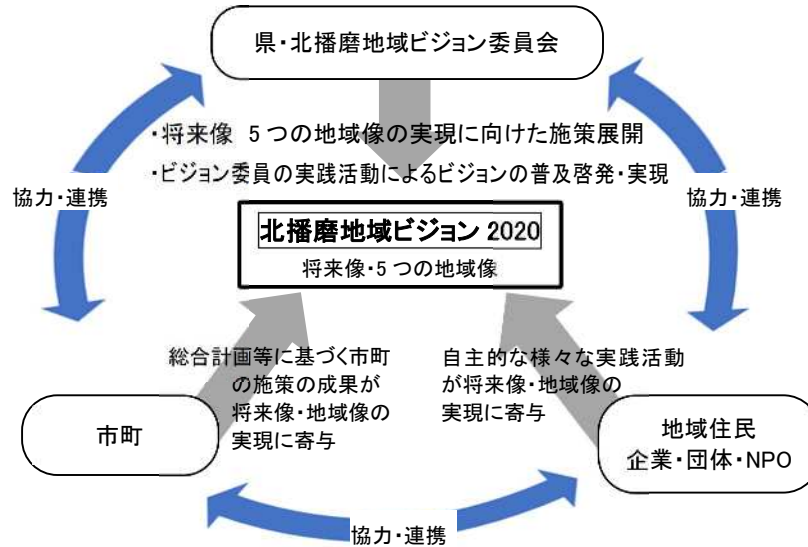 県・北播磨地域ビジョン委員会
・将来像 5つの地域像の実現に向けた施策展開
・ビジョン委員の実践活動によるビジョンの普及啓発・実現
協力・連携
協力・連携
北播磨地域ビジョン 2020
将来像・5つの地域像
総合計画等に基づく市町
の施策の成果が
将来像・地域像の
実現に寄与
自主的な様々な実践活動
が将来像・地域像の
実現に寄与
市町
地域住民
企業・団体・NPO
協力・連携